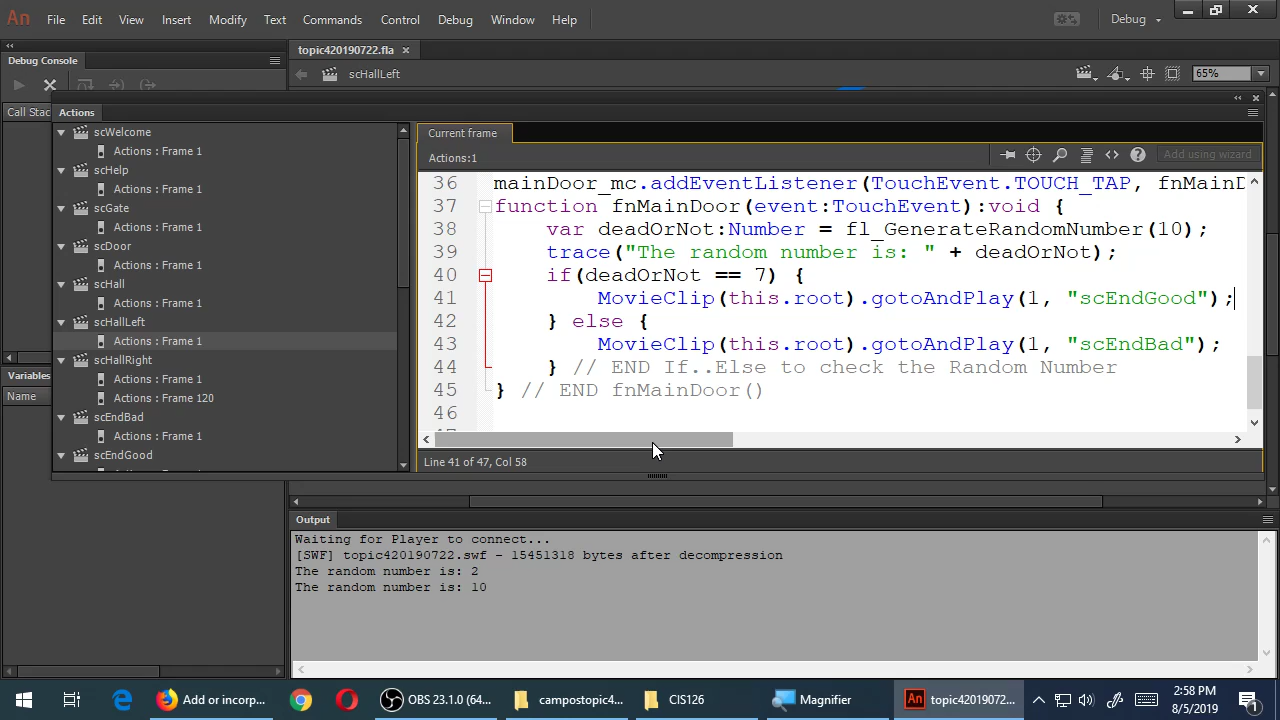 An File Edit View Insert Modify Text Commands Control Debug Window Help Debug
topic420190722.fla ×
Debug Console
scHallLeft 65%
Call Stac
Actions
scWelcome
Actions : Frame 1
scHelp
Actions : Frame 1
scGate
Actions : Frame 1
scDoor
Actions : Frame 1
scHall
Actions : Frame 1
scHallLeft
Actions : Frame 1
scHallRight
Actions : Frame 1
Actions : Frame 120
scEndBad
Actions : Frame 1
scEndGood
Variables
Name
Current frame
Actions:1 Add using wizard
36 mainDoor_mc.addEventListener(TouchEvent.TOUCH_TAP, fnMainD
37 function fnMainDoor(event:TouchEvent):void {
38 var deadOrNot:Number = fl_GenerateRandomNumber(10);
39 trace("The random number is: " + deadOrNot);
40 if(deadOrNot == 7) {
41 MovieClip(this.root).gotoAndPlay(1, "scEndGood");
42 } else {
43 MovieClip(this.root).gotoAndPlay(1, "scEndBad");
44 } // END If..Else to check the Random Number
45 } // END fnMainDoor()
46
Line 41 of 47, Col 58
Output
Waiting for Player to connect...
[SWF] topic420190722.swf - 15451318 bytes after decompression
The random number is: 2
The random number is: 10
Add or incorp...
OBS 23.1.0 (64...
campostopic4...
CIS126
Magnifier
An topic42019072...
2:58 PM
8/5/2019
1